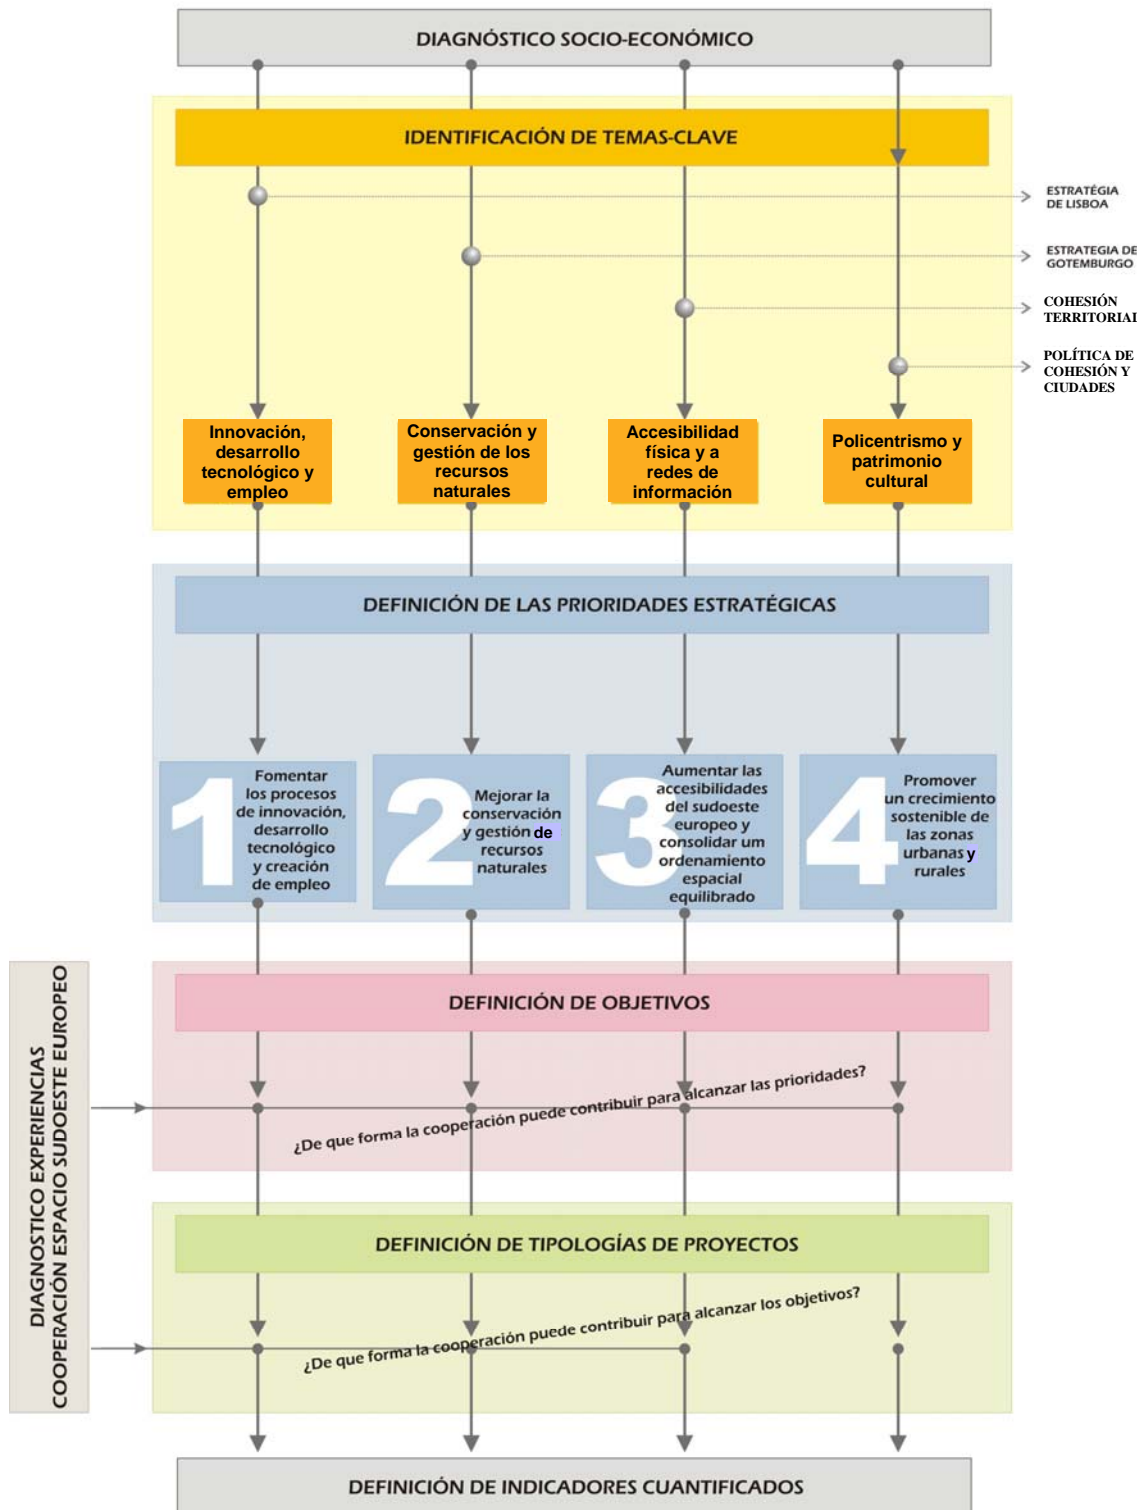 DIAGNÓSTICO SOCIO-ECONÓMICO
IDENTIFICACIÓN DE TEMAS-CLAVE
ESTRATÉGIA
DE LISBOA
ESTRATEGIA DE
GOTEMBURGO
COHESIÓN
TERRITORIAL
POLÍTICA DE
COHESIÓN Y
CIUDADES
Innovación,
desarrollo
tecnológico y
empleo
Conservación y
gestión de los
recursos
naturales
Accesibilidad
física y a
redes de
información
Policentrismo y
patrimonio
cultural
DEFINICIÓN DE LAS PRIORIDADES ESTRATÉGICAS
1
Fomentar
los procesos
de innovación,
desarrollo
tecnológico
y creación
de empleo
2
Mejorar la
conservación
y gestión de
recursos
naturales
3
Aumentar las
accesibilidades
del sudoeste
europeo y
consolidar um
ordenamiento
espacial
equilibrado
4
Promover
un crecimiento
sostenible de
las zonas
urbanas y
rurales
DIAGNOSTICO EXPERIENCIAS
COOPERACIÓN ESPACIO SUDOESTE EUROPEO
DEFINICIÓN DE OBJETIVOS
¿De que forma la cooperación puede contribuir para alcanzar las prioridades?
DEFINICIÓN DE TIPOLOGÍAS DE PROYECTOS
¿De que forma la cooperación puede contribuir para alcanzar los objetivos?
DEFINICIÓN DE INDICADORES CUANTIFICADOS